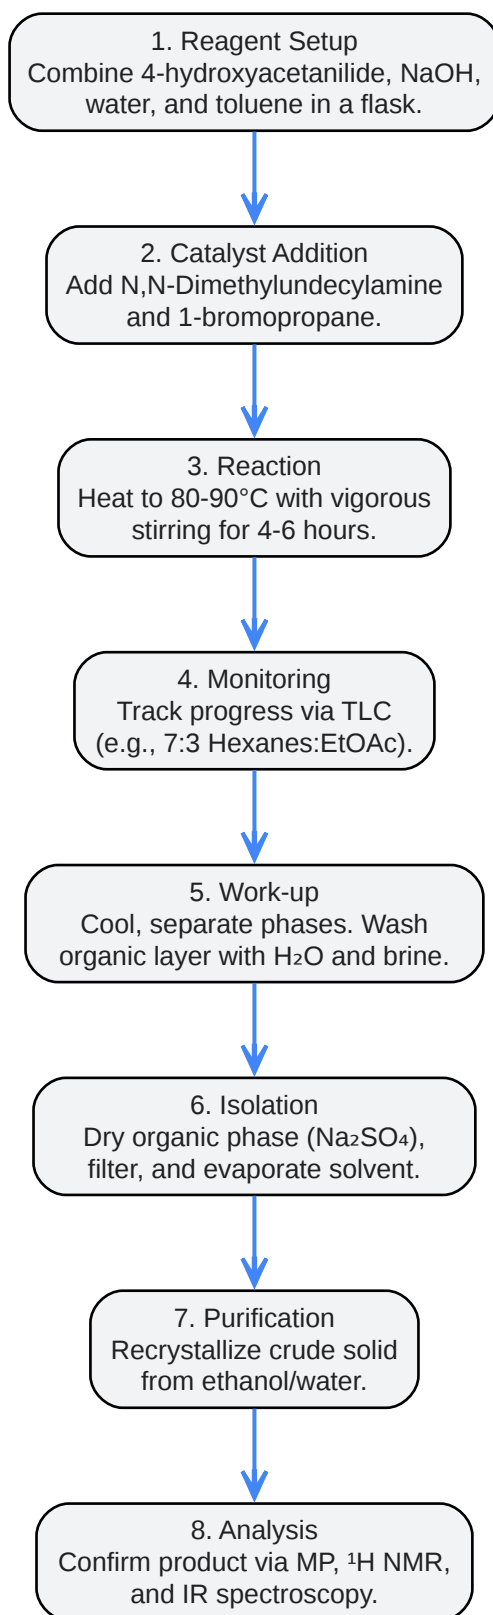 1. Reagent Setup
Combine 4-hydroxyacetanilide, NaOH,
water, and toluene in a flask.
2. Catalyst Addition
Add N,N-Dimethylundecylamine
and 1-bromopropane.
3. Reaction
Heat to 80-90°C with vigorous
stirring for 4-6 hours.
4. Monitoring
Track progress via TLC
(e.g., 7:3 Hexanes:EtOAc).
5. Work-up
Cool, separate phases. Wash
organic layer with H₂O and brine.
6. Isolation
Dry organic phase (Na₂SO₄),
filter, and evaporate solvent.
7. Purification
Recrystallize crude solid
from ethanol/water.
8. Analysis
Confirm product via MP, ¹H NMR,
and IR spectroscopy.